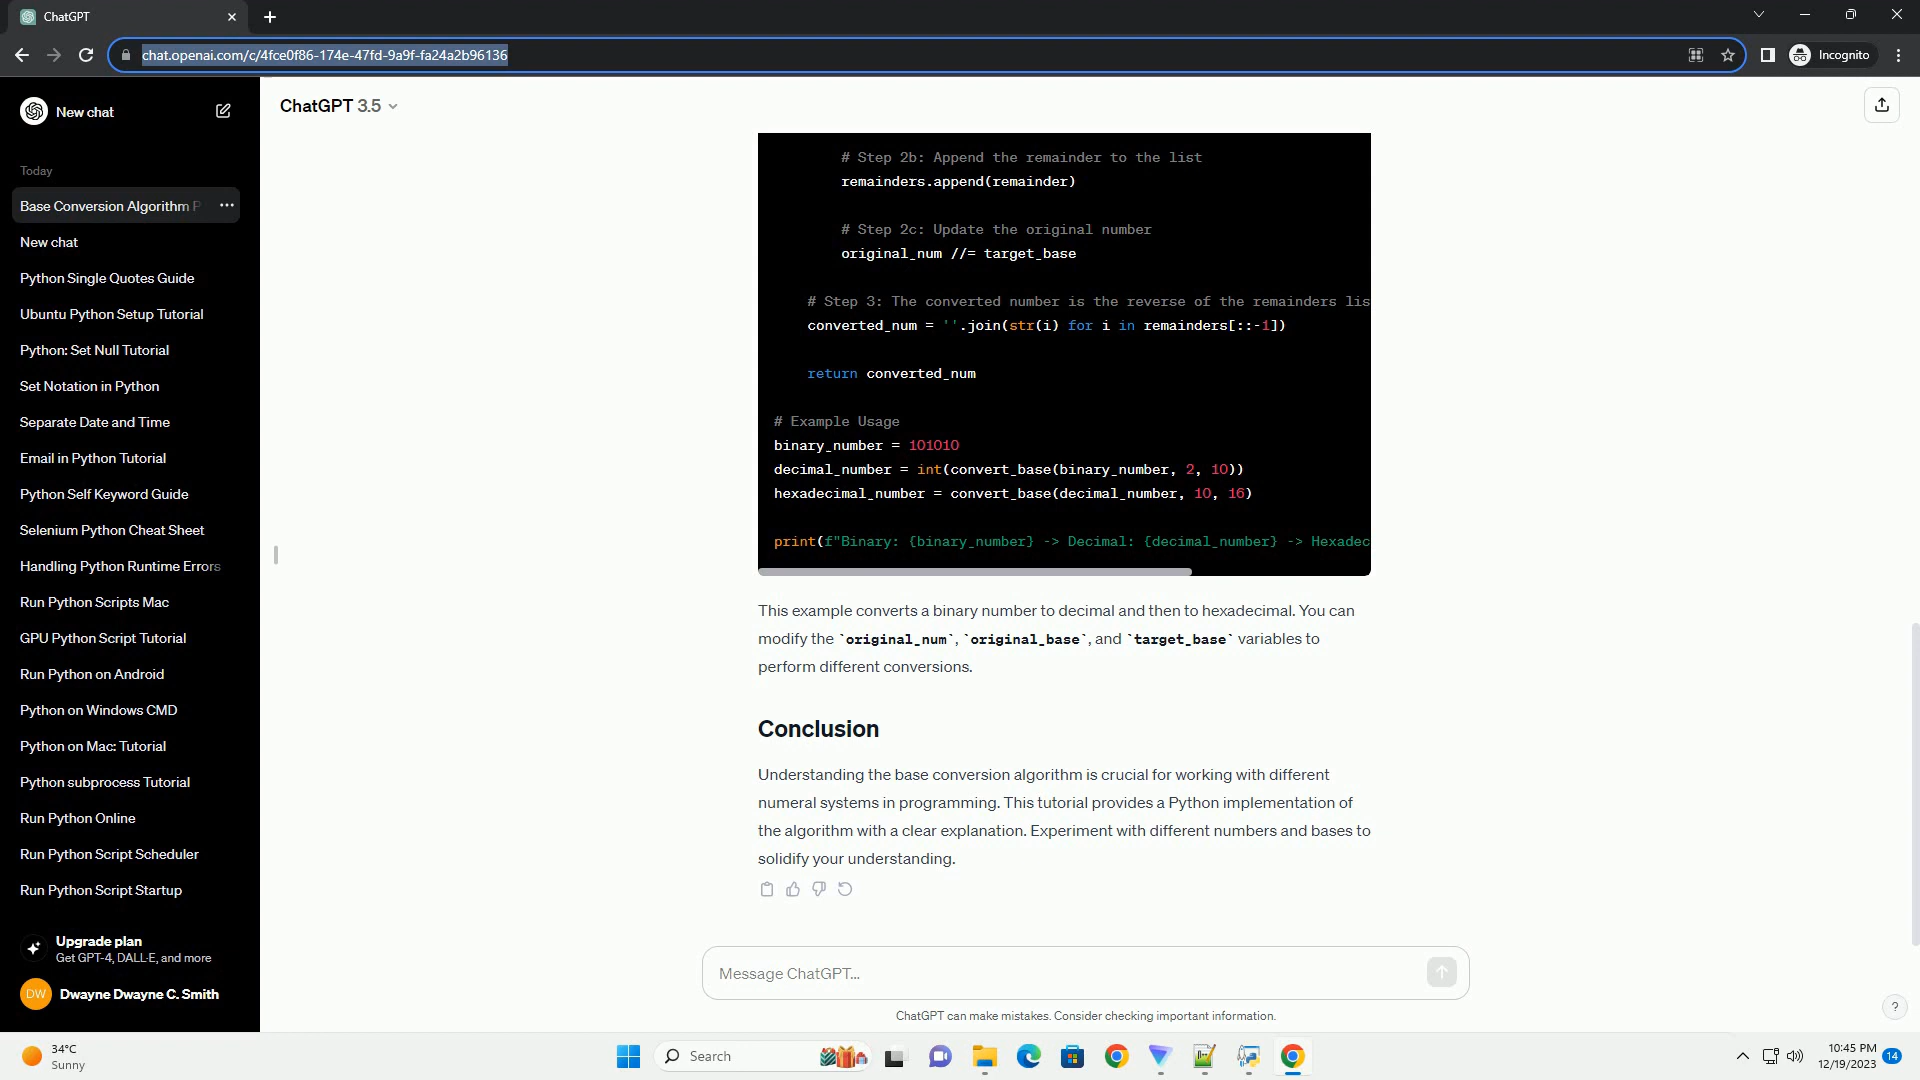 ChatGPT
chat.openai.com/c/4fce0f86-174e-47fd-9a9f-fa24a2b96136
Incognito
New chat
Today
Base Conversion Algorithm P
New chat
Python Single Quotes Guide
Ubuntu Python Setup Tutorial
Python: Set Null Tutorial
Set Notation in Python
Separate Date and Time
Email in Python Tutorial
Python Self Keyword Guide
Selenium Python Cheat Sheet
Handling Python Runtime Errors
Run Python Scripts Mac
GPU Python Script Tutorial
Run Python on Android
Python on Windows CMD
Python on Mac: Tutorial
Python subprocess Tutorial
Run Python Online
Run Python Script Scheduler
Run Python Script Startup
Upgrade plan
Get GPT-4, DALL·E, and more
DW
Dwayne Dwayne C. Smith
ChatGPT 3.5
# Step 2b: Append the remainder to the list
remainders.append(remainder)
# Step 2c: Update the original number
original_num //= target_base
# Step 3: The converted number is the reverse of the remainders lis
converted_num = ''.join(str(i) for i in remainders[::-1])
return converted_num
# Example Usage
binary_number = 101010
decimal_number = int(convert_base(binary_number, 2, 10))
hexadecimal_number = convert_base(decimal_number, 10, 16)
print(f"Binary: {binary_number} -> Decimal: {decimal_number} -> Hexadec
This example converts a binary number to decimal and then to hexadecimal. You can
modify the `original_num`, `original_base`, and `target_base` variables to
perform different conversions.
Conclusion
Understanding the base conversion algorithm is crucial for working with different
numeral systems in programming. This tutorial provides a Python implementation of
the algorithm with a clear explanation. Experiment with different numbers and bases to
solidify your understanding.
Message ChatGPT...
ChatGPT can make mistakes. Consider checking important information.
?
34°C
Sunny
Search
10:45 PM
12/19/2023
14